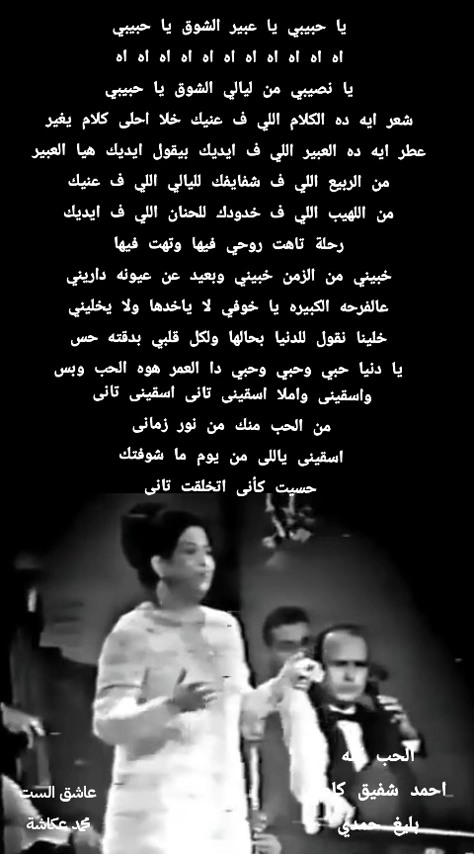 يا حبيبي يا عبير الشوق يا حبيبي
اه اه اه اه اه اه اه اه اه اه اه
يا نصيبي من ليالي الشوق يا حبيبي
شعر ايه ده الكلام اللي ف عنيك خلا احلى كلام يغير
عطر ايه ده العبير اللي ف ايديك بيقول ايديك هيا العبير
من الربيع اللي ف شفايفك لليالي اللي ف عنيك
من اللهيب اللي ف خدودك للحنان اللي ف ايديك
رحلة تاهت روحي فيها وتهت فيها
خبيني من الزمن خبيني وبعيد عن عيونه داريني
عالفرحه الكبيره يا خوفي لا ياخدها ولا يخليني
خلينا نقول للدنيا بحالها ولكل قلبي بدقته حس
يا دنيا حبي وحبي وحبي دا العمر هوه الحب وبس
واسقينى واملا اسقينى تانى اسقينى تانى
من الحب منك من نور زمانى
اسقينى ياللى من يوم ما شوفتك
حسيت كأنى اتخلقت تانى
الحب
احمد شفيق
بليغ حمدي
عاشق الست
محمد عكاشة